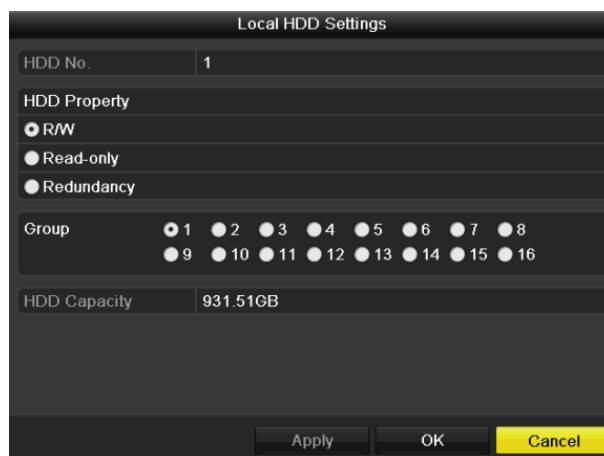 Local HDD Settings
HDD No. 1
HDD Property
R/W
Read-only
Redundancy
Group 1 2 3 4 5 6 7 8
9 10 11 12 13 14 15 16
HDD Capacity 931.51GB
Apply OK Cancel